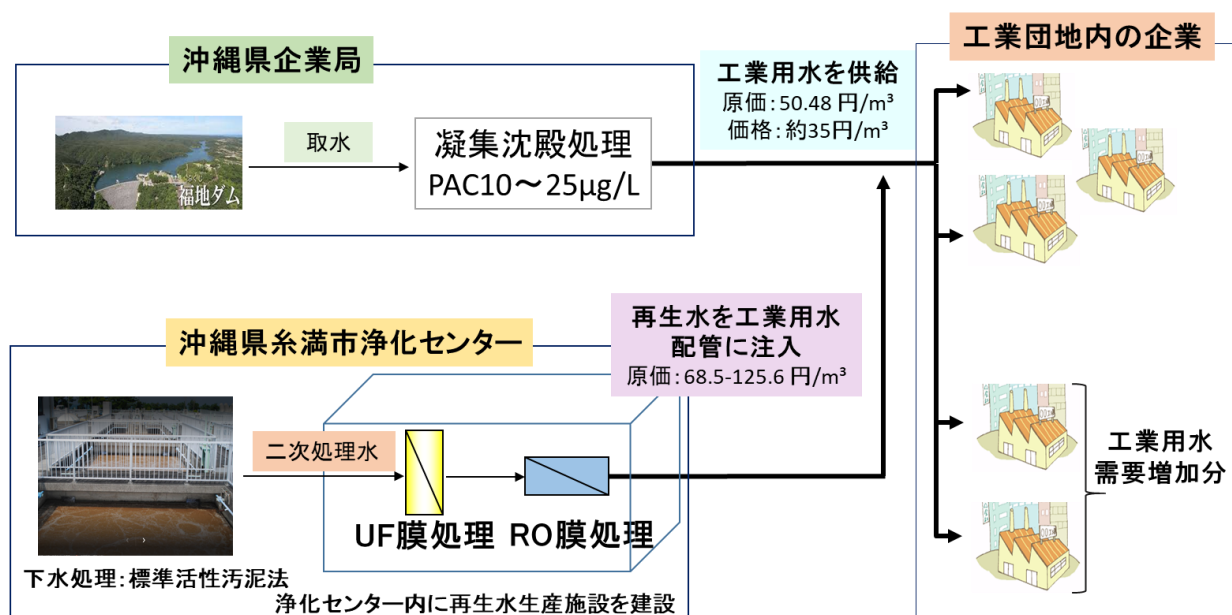 沖縄県企業局
福地ダム
取水
凝集沈殿処理
PAC10～25μg/L
工業用水を供給
原価：50.48 円/m³
価格：約35円/m³
工業団地内の企業
沖縄県糸満市浄化センター
下水処理：標準活性汚泥法
二次処理水
UF膜処理
RO膜処理
浄化センター内に再生水生産施設を建設
再生水を工業用水
配管に注入
原価：68.5-125.6 円/m³
工業用水
需要増加分